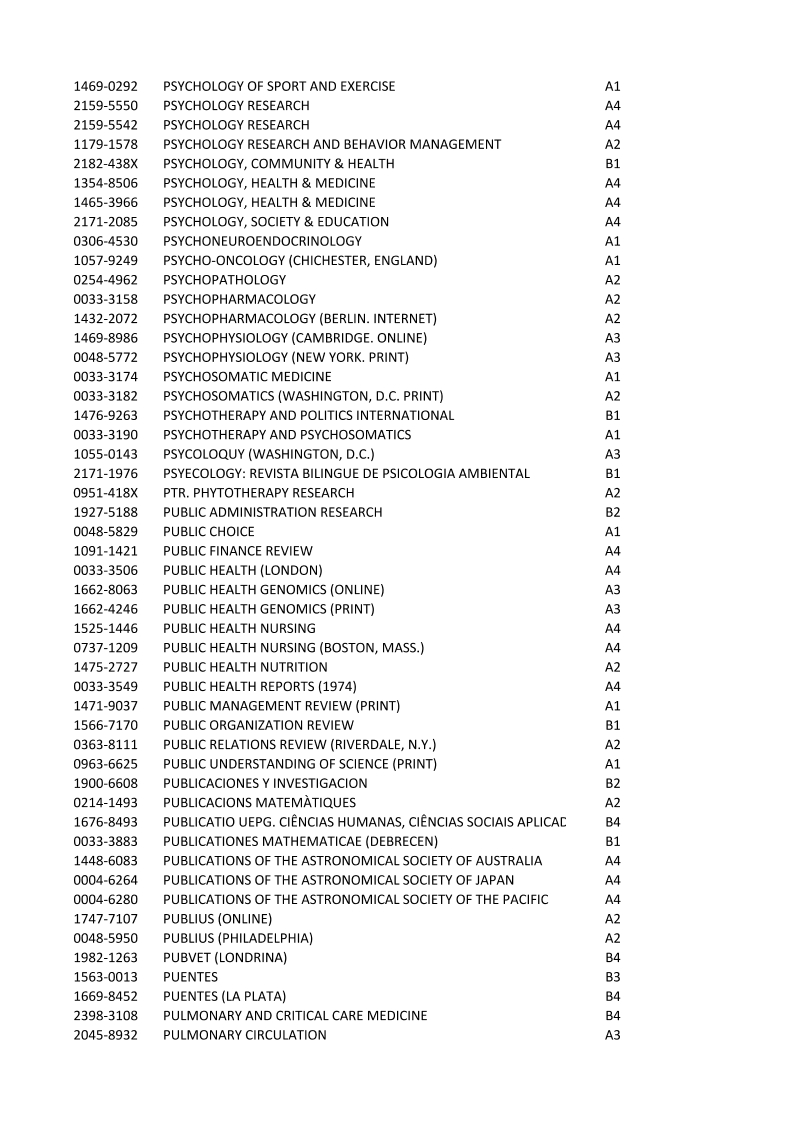 1469-0292 PSYCHOLOGY OF SPORT AND EXERCISE A1
2159-5550 PSYCHOLOGY RESEARCH A4
2159-5542 PSYCHOLOGY RESEARCH A4
1179-1578 PSYCHOLOGY RESEARCH AND BEHAVIOR MANAGEMENT A2
2182-438X PSYCHOLOGY, COMMUNITY & HEALTH B1
1354-8506 PSYCHOLOGY, HEALTH & MEDICINE A4
1465-3966 PSYCHOLOGY, HEALTH & MEDICINE A4
2171-2085 PSYCHOLOGY, SOCIETY & EDUCATION A4
0306-4530 PSYCHONEUROENDOCRINOLOGY A1
1057-9249 PSYCHO-ONCOLOGY (CHICHESTER, ENGLAND) A1
0254-4962 PSYCHOPATHOLOGY A2
0033-3158 PSYCHOPHARMACOLOGY A2
1432-2072 PSYCHOPHARMACOLOGY (BERLIN. INTERNET) A2
1469-8986 PSYCHOPHYSIOLOGY (CAMBRIDGE. ONLINE) A3
0048-5772 PSYCHOPHYSIOLOGY (NEW YORK. PRINT) A3
0033-3174 PSYCHOSOMATIC MEDICINE A1
0033-3182 PSYCHOSOMATICS (WASHINGTON, D.C. PRINT) A2
1476-9263 PSYCHOTHERAPY AND POLITICS INTERNATIONAL B1
0033-3190 PSYCHOTHERAPY AND PSYCHOSOMATICS A1
1055-0143 PSYCOLOQUY (WASHINGTON, D.C.) A3
2171-1976 PSYECOLOGY: REVISTA BILINGUE DE PSICOLOGIA AMBIENTAL B1
0951-418X PTR. PHYTOTHERAPY RESEARCH A2
1927-5188 PUBLIC ADMINISTRATION RESEARCH B2
0048-5829 PUBLIC CHOICE A1
1091-1421 PUBLIC FINANCE REVIEW A4
0033-3506 PUBLIC HEALTH (LONDON) A4
1662-8063 PUBLIC HEALTH GENOMICS (ONLINE) A3
1662-4246 PUBLIC HEALTH GENOMICS (PRINT) A3
1525-1446 PUBLIC HEALTH NURSING A4
0737-1209 PUBLIC HEALTH NURSING (BOSTON, MASS.) A4
1475-2727 PUBLIC HEALTH NUTRITION A2
0033-3549 PUBLIC HEALTH REPORTS (1974) A4
1471-9037 PUBLIC MANAGEMENT REVIEW (PRINT) A1
1566-7170 PUBLIC ORGANIZATION REVIEW B1
0363-8111 PUBLIC RELATIONS REVIEW (RIVERDALE, N.Y.) A2
0963-6625 PUBLIC UNDERSTANDING OF SCIENCE (PRINT) A1
1900-6608 PUBLICACIONES Y INVESTIGACION B2
0214-1493 PUBLICACIONS MATEMÀTIQUES A2
1676-8493 PUBLICATIO UEPG. CIÊNCIAS HUMANAS, CIÊNCIAS SOCIAIS APLICAD B4
0033-3883 PUBLICATIONES MATHEMATICAE (DEBRECEN) B1
1448-6083 PUBLICATIONS OF THE ASTRONOMICAL SOCIETY OF AUSTRALIA A4
0004-6264 PUBLICATIONS OF THE ASTRONOMICAL SOCIETY OF JAPAN A4
0004-6280 PUBLICATIONS OF THE ASTRONOMICAL SOCIETY OF THE PACIFIC A4
1747-7107 PUBLIUS (ONLINE) A2
0048-5950 PUBLIUS (PHILADELPHIA) A2
1982-1263 PUBVET (LONDRINA) B4
1563-0013 PUENTES B3
1669-8452 PUENTES (LA PLATA) B4
2398-3108 PULMONARY AND CRITICAL CARE MEDICINE B4
2045-8932 PULMONARY CIRCULATION A3